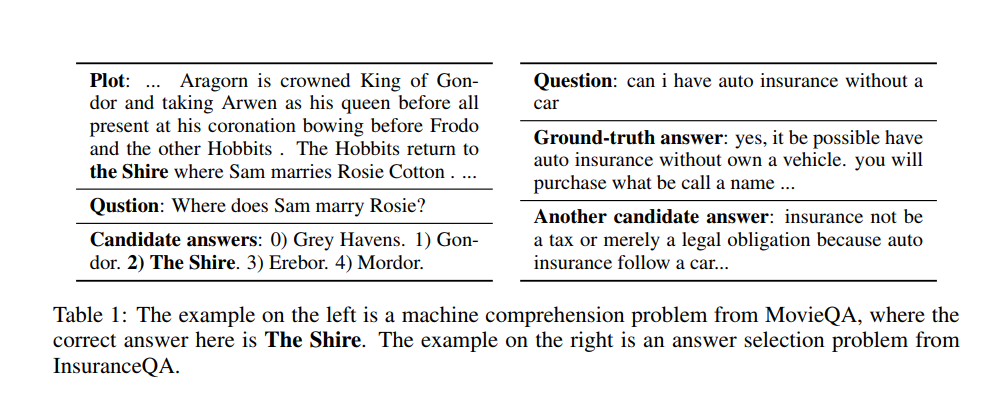 Plot: ... Aragorn is crowned King of Gon-
dor and taking Arwen as his queen before all
present at his coronation bowing before Frodo
and the other Hobbits . The Hobbits return to
the Shire where Sam marries Rosie Cotton . ...
Qustion: Where does Sam marry Rosie?
Candidate answers: 0) Grey Havens. 1) Gon-
dor. 2) The Shire. 3) Erebor. 4) Mordor.
Question: can i have auto insurance without a
car
Ground-truth answer: yes, it be possible have
auto insurance without own a vehicle. you will
purchase what be call a name ...
Another candidate answer: insurance not be
a tax or merely a legal obligation because auto
insurance follow a car...
Table 1: The example on the left is a machine comprehension problem from MovieQA, where the
correct answer here is The Shire. The example on the right is an answer selection problem from
InsuranceQA.